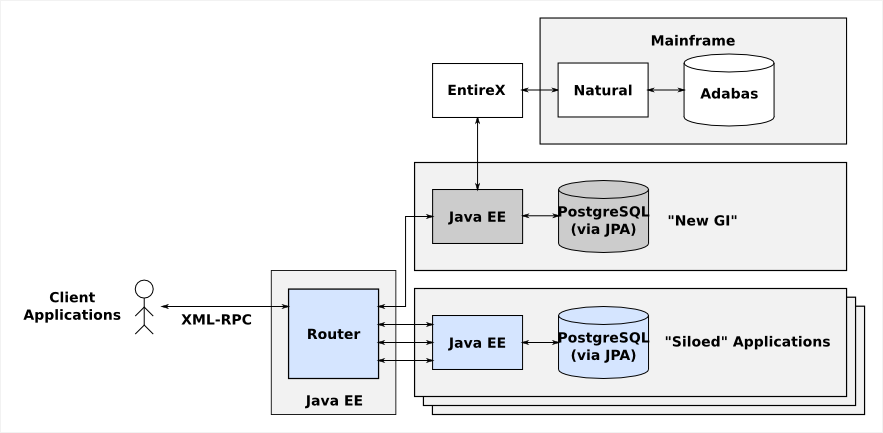 Mainframe
EntireX
Natural
Adabas
Java EE
PostgreSQL
(via JPA)
"New GI"
Client
Applications
XML-RPC
Router
Java EE
Java EE
PostgreSQL
(via JPA)
"Siloed" Applications